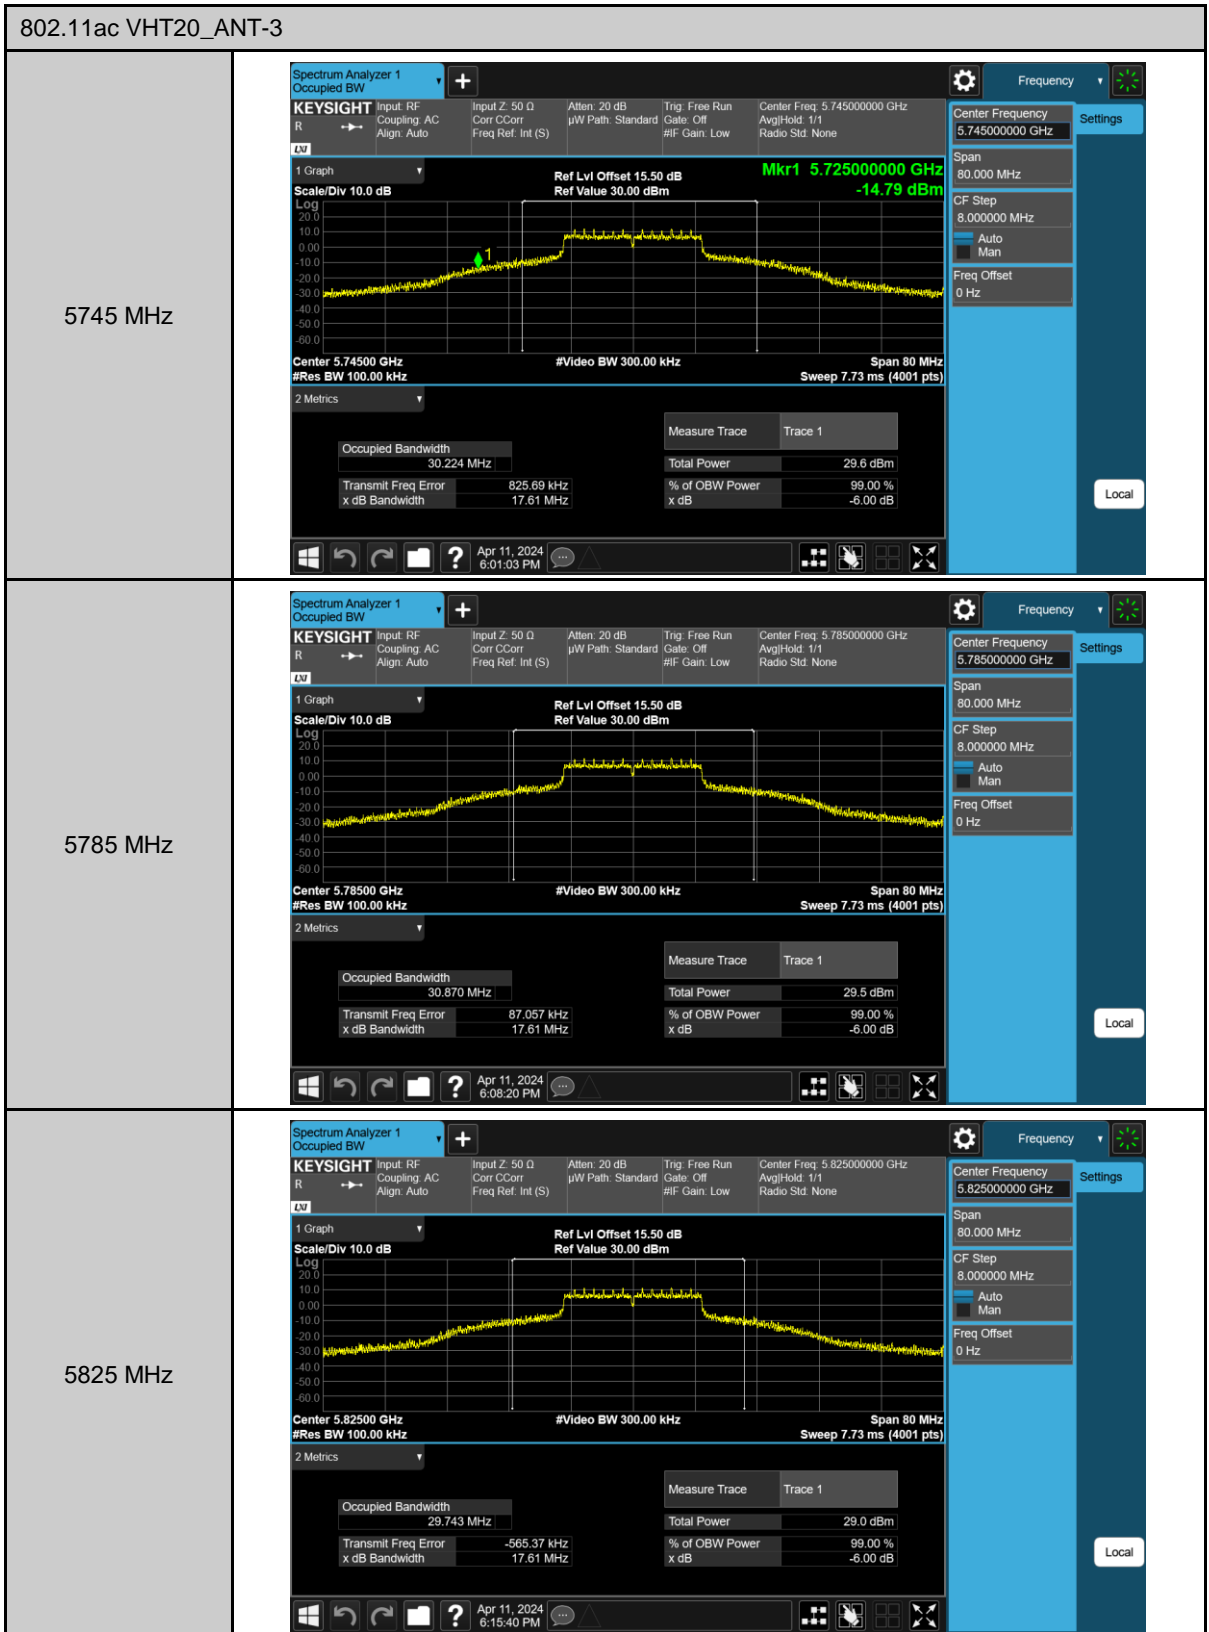 802.11ac VHT20_ANT-3
5745 MHz
Spectrum Analyzer 1
Occupied BW
Frequency
KEYSIGHT
R
LXI
Input: RF
Coupling: AC
Align: Auto
Input Z: 50 Ω
Corr CCorr
Freq Ref: Int (S)
Atten: 20 dB
µW Path: Standard
Trig: Free Run
Gate: Off
#IF Gain: Low
Center Freq: 5.745000000 GHz
Avg|Hold: 1/1
Radio Std: None
Center Frequency
5.745000000 GHz
Settings
Span
80.000 MHz
CF Step
8.000000 MHz
Auto
Man
Freq Offset
0 Hz
Local
1 Graph
Scale/Div 10.0 dB
Ref Lvl Offset 15.50 dB
Ref Value 30.00 dBm
Mkr1 5.725000000 GHz
-14.79 dBm
Log
20.0
10.0
0.00
-10.0
-20.0
-30.0
-40.0
-50.0
-60.0
1
Center 5.74500 GHz
#Video BW 300.00 kHz
Span 80 MHz
#Res BW 100.00 kHz
Sweep 7.73 ms (4001 pts)
2 Metrics
Measure Trace Trace 1
Occupied Bandwidth
30.224 MHz
Total Power 29.6 dBm
Transmit Freq Error 825.69 kHz
% of OBW Power 99.00 %
x dB Bandwidth 17.61 MHz
x dB -6.00 dB
Apr 11, 2024
6:01:03 PM
5785 MHz
Spectrum Analyzer 1
Occupied BW
Frequency
KEYSIGHT
R
LXI
Input: RF
Coupling: AC
Align: Auto
Input Z: 50 Ω
Corr CCorr
Freq Ref: Int (S)
Atten: 20 dB
µW Path: Standard
Trig: Free Run
Gate: Off
#IF Gain: Low
Center Freq: 5.785000000 GHz
Avg|Hold: 1/1
Radio Std: None
Center Frequency
5.785000000 GHz
Settings
Span
80.000 MHz
CF Step
8.000000 MHz
Auto
Man
Freq Offset
0 Hz
Local
1 Graph
Scale/Div 10.0 dB
Ref Lvl Offset 15.50 dB
Ref Value 30.00 dBm
Log
20.0
10.0
0.00
-10.0
-20.0
-30.0
-40.0
-50.0
-60.0
Center 5.78500 GHz
#Video BW 300.00 kHz
Span 80 MHz
#Res BW 100.00 kHz
Sweep 7.73 ms (4001 pts)
2 Metrics
Measure Trace Trace 1
Occupied Bandwidth
30.870 MHz
Total Power 29.5 dBm
Transmit Freq Error 87.057 kHz
% of OBW Power 99.00 %
x dB Bandwidth 17.61 MHz
x dB -6.00 dB
Apr 11, 2024
6:08:20 PM
5825 MHz
Spectrum Analyzer 1
Occupied BW
Frequency
KEYSIGHT
R
LXI
Input: RF
Coupling: AC
Align: Auto
Input Z: 50 Ω
Corr CCorr
Freq Ref: Int (S)
Atten: 20 dB
µW Path: Standard
Trig: Free Run
Gate: Off
#IF Gain: Low
Center Freq: 5.825000000 GHz
Avg|Hold: 1/1
Radio Std: None
Center Frequency
5.825000000 GHz
Settings
Span
80.000 MHz
CF Step
8.000000 MHz
Auto
Man
Freq Offset
0 Hz
Local
1 Graph
Scale/Div 10.0 dB
Ref Lvl Offset 15.50 dB
Ref Value 30.00 dBm
Log
20.0
10.0
0.00
-10.0
-20.0
-30.0
-40.0
-50.0
-60.0
Center 5.82500 GHz
#Video BW 300.00 kHz
Span 80 MHz
#Res BW 100.00 kHz
Sweep 7.73 ms (4001 pts)
2 Metrics
Measure Trace Trace 1
Occupied Bandwidth
29.743 MHz
Total Power 29.0 dBm
Transmit Freq Error -565.37 kHz
% of OBW Power 99.00 %
x dB Bandwidth 17.61 MHz
x dB -6.00 dB
Apr 11, 2024
6:15:40 PM